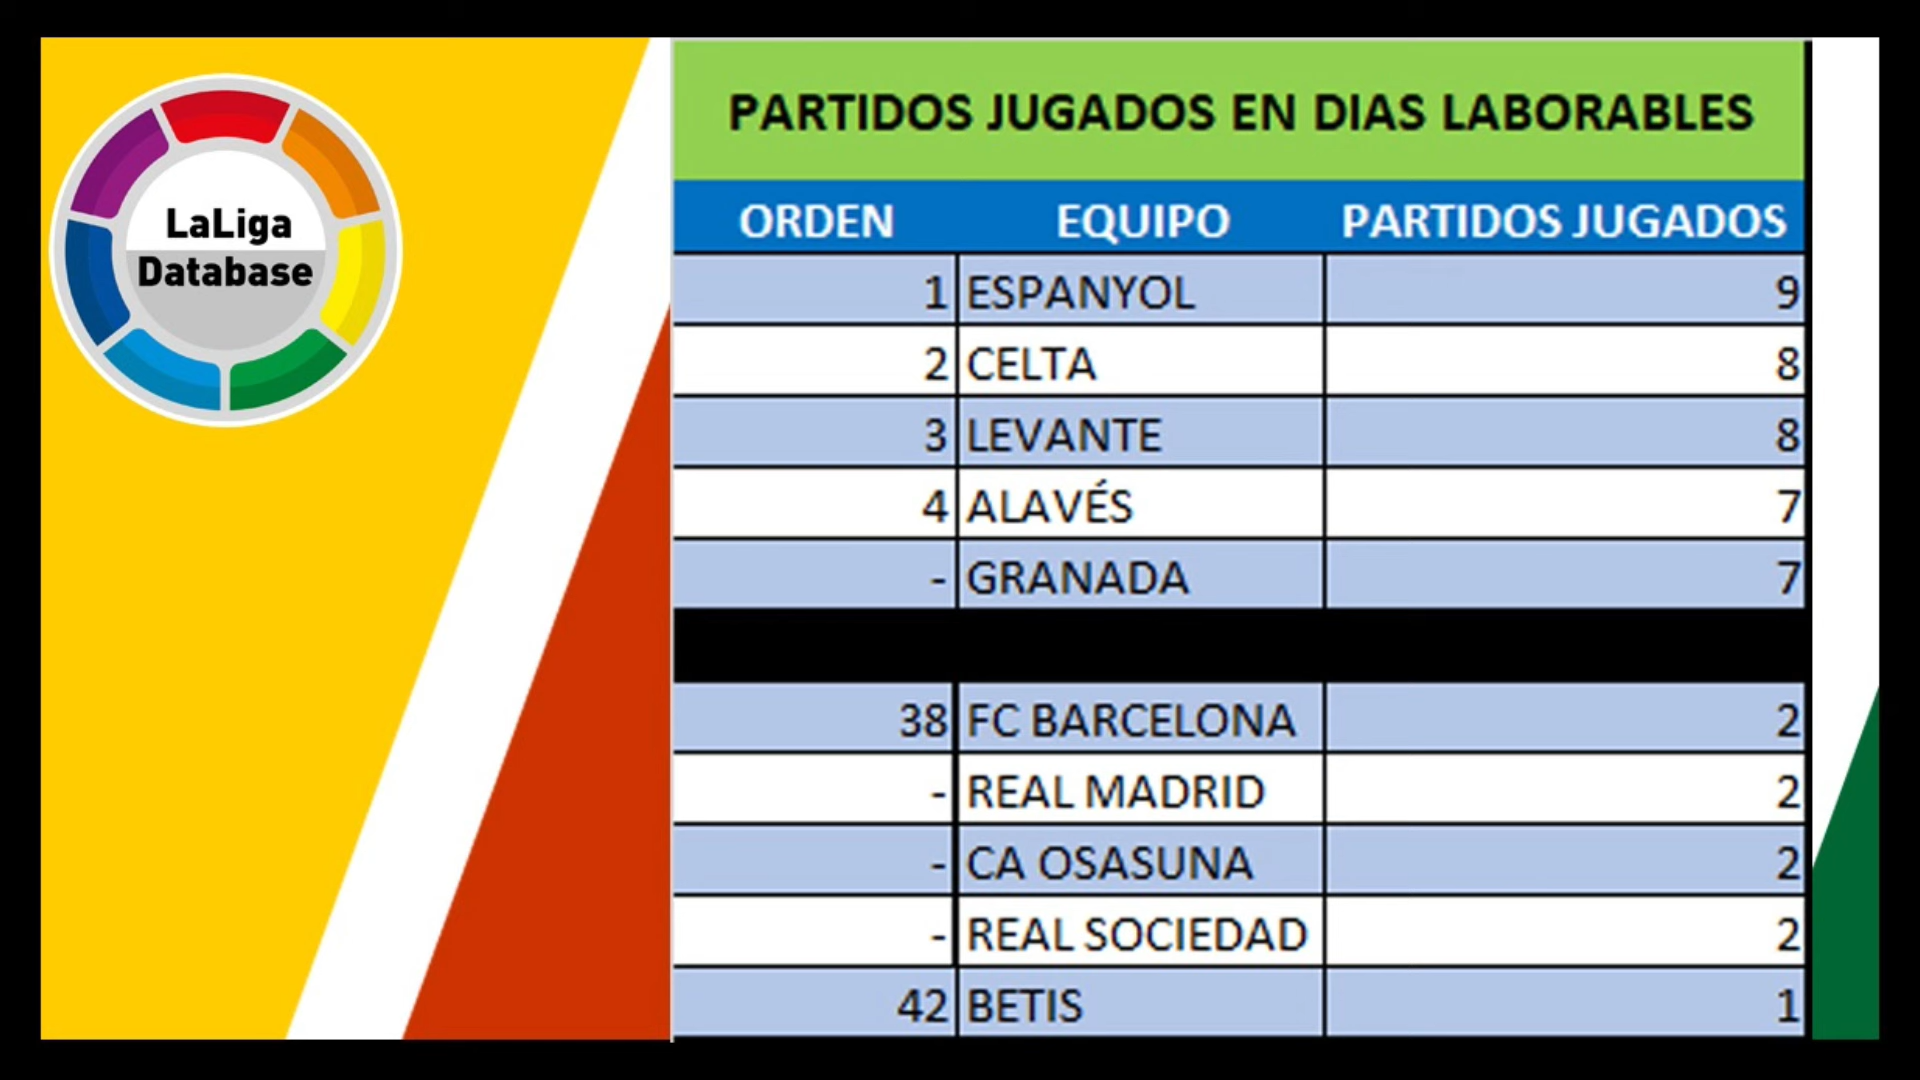 LaLiga
Database
PARTIDOS JUGADOS EN DIAS LABORABLES
ORDEN EQUIPO PARTIDOS JUGADOS
1 ESPANYOL 9
2 CELTA 8
3 LEVANTE 8
4 ALAVÉS 7
- GRANADA 7
38 FC BARCELONA 2
- REAL MADRID 2
- CA OSASUNA 2
- REAL SOCIEDAD 2
42 BETIS 1